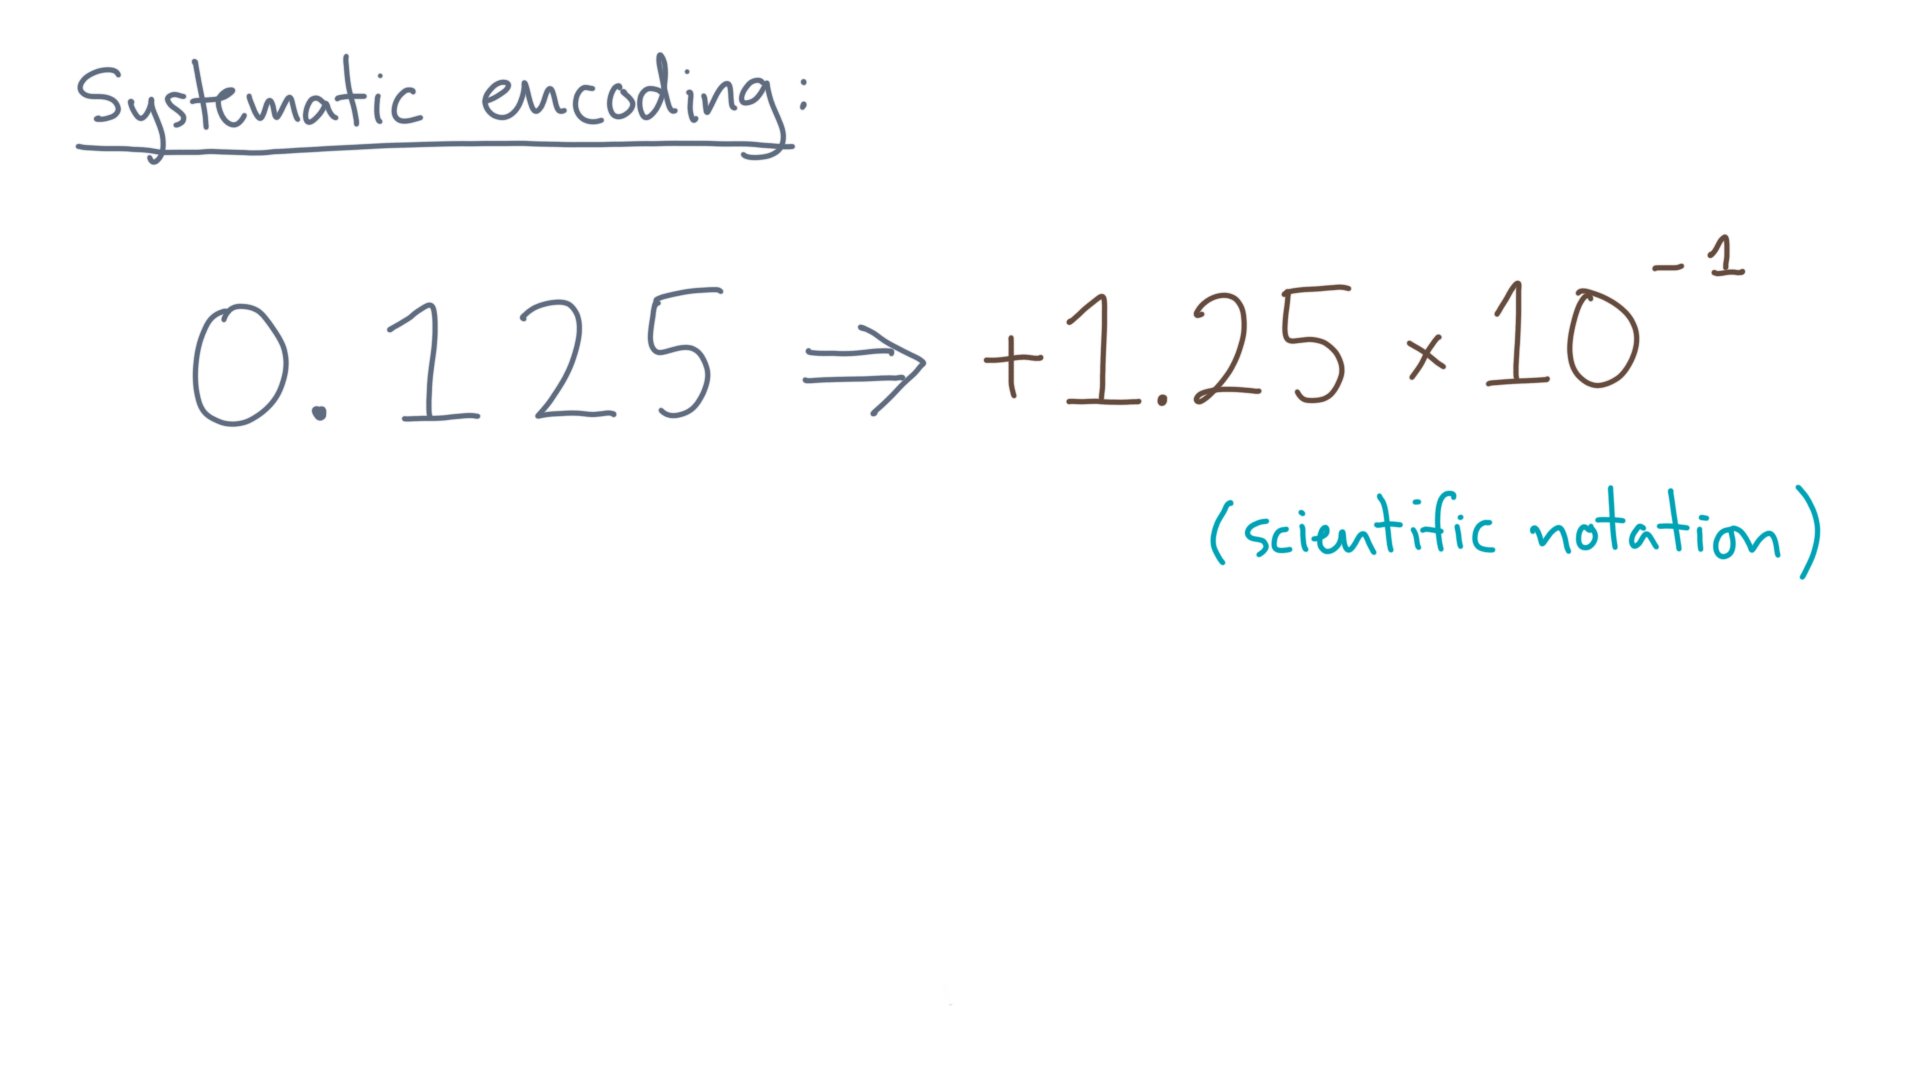 Systematic encoding:
0.125 ⇒ +1.25 × 10⁻¹
(scientific notation)